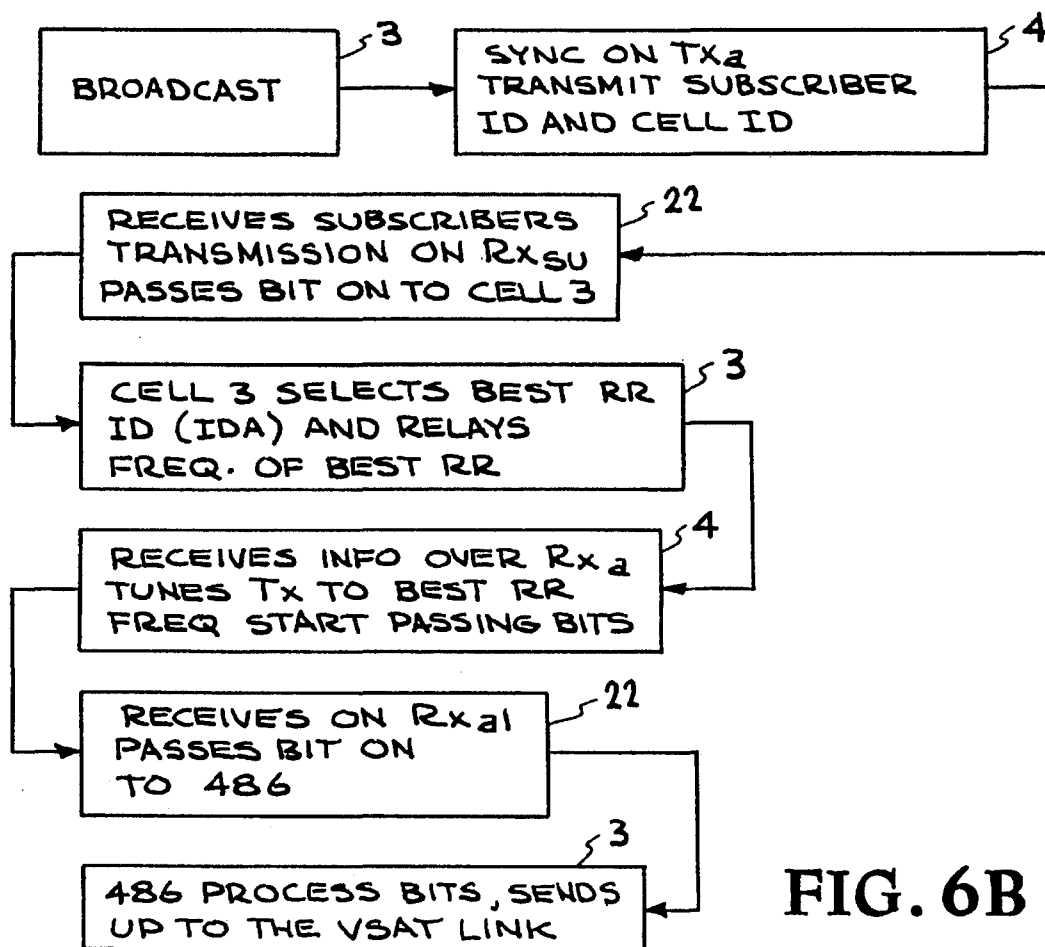 3
BROADCAST
4
SYNC ON Txa
TRANSMIT SUBSCRIBER
ID AND CELL ID
22
RECEIVES SUBSCRIBERS
TRANSMISSION ON RxSU
PASSES BIT ON TO CELL 3
3
CELL 3 SELECTS BEST RR
ID (IDA) AND RELAYS
FREQ. OF BEST RR
4
RECEIVES INFO OVER Rxa
TUNES Tx TO BEST RR
FREQ START PASSING BITS
22
RECEIVES ON Rxa1
PASSES BIT ON
TO 486
3
486 PROCESS BITS, SENDS
UP TO THE VSAT LINK
FIG. 6B